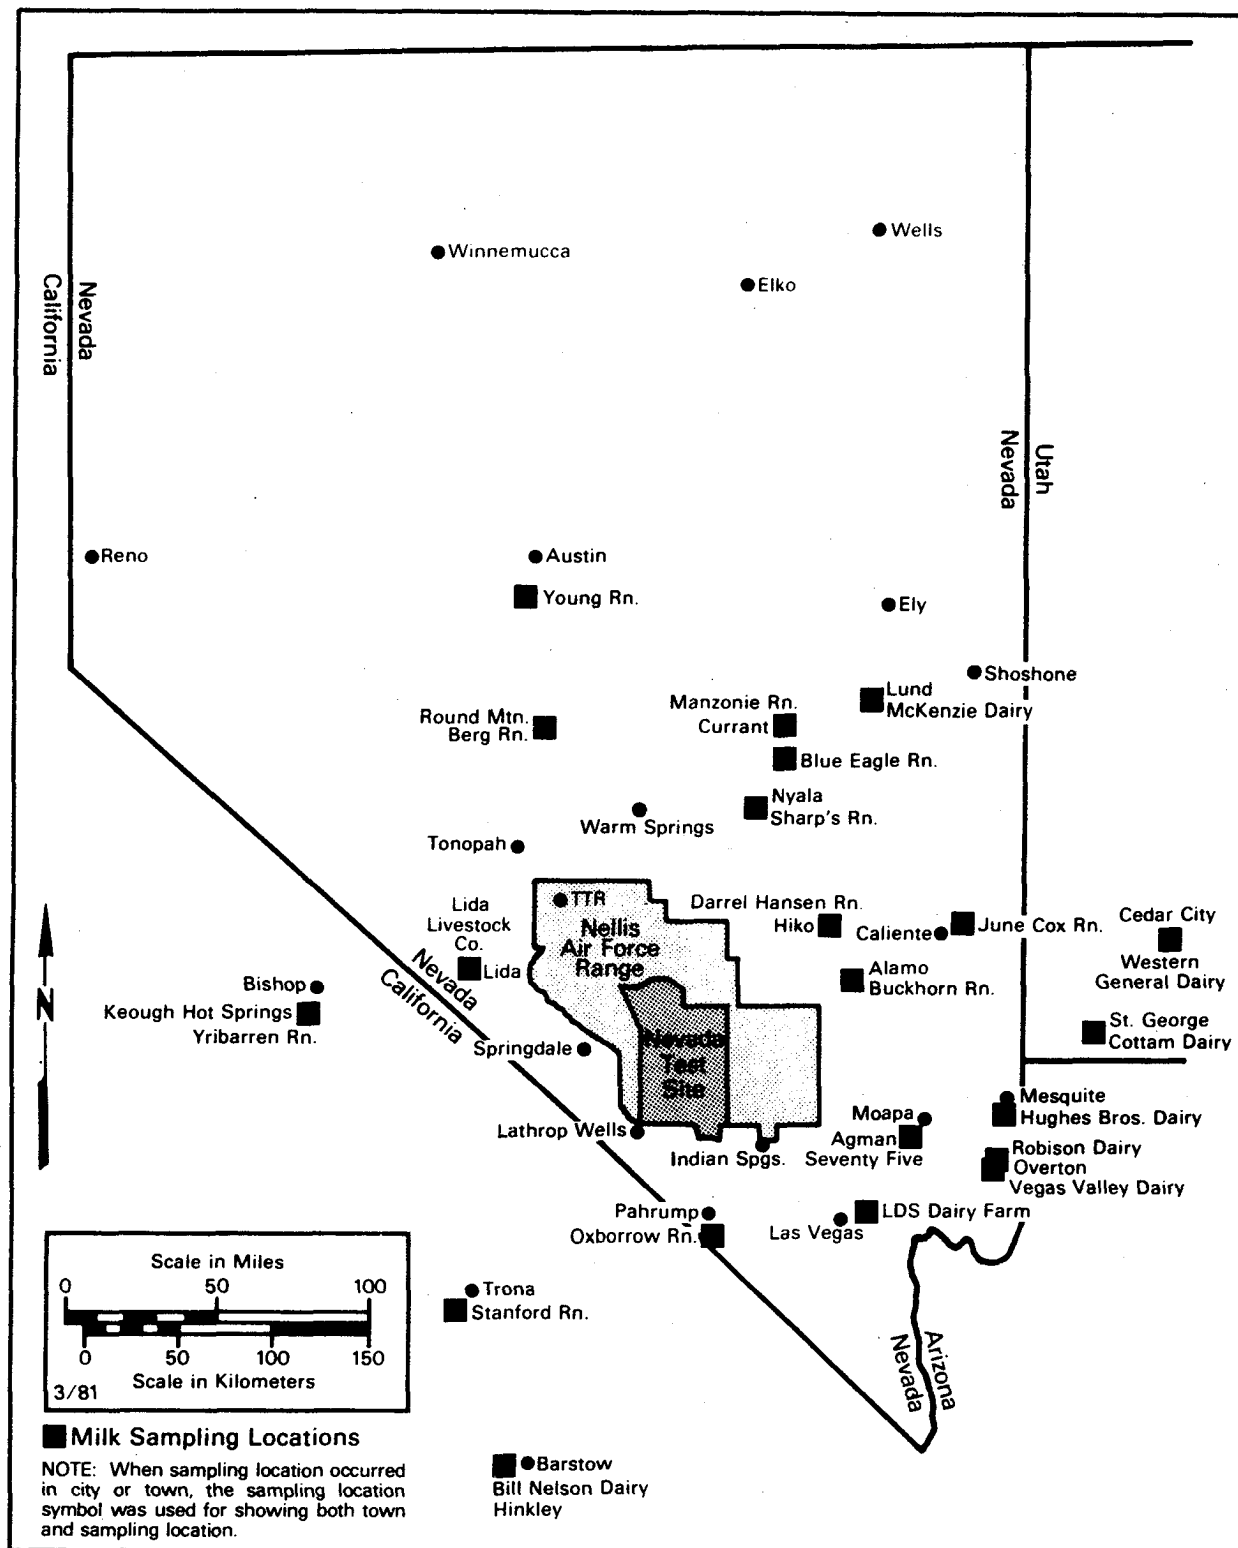 Wells
Winnemucca
Elko
Nevada
California
Utah
Nevada
Reno
Austin
Young Rn.
Ely
Shoshone
Lund
McKenzie Dairy
Manzonie Rn.
Currant
Round Mtn.
Berg Rn.
Blue Eagle Rn.
Nyala
Sharp's Rn.
Warm Springs
Tonopah
TTR
Nellis
Air Force
Range
Lida
Livestock
Co.
Lida
Darrel Hansen Rn.
Hiko
Caliente
June Cox Rn.
Cedar City
Western
General Dairy
Alamo
Buckhorn Rn.
Nevada
California
Bishop
Keough Hot Springs
Yribarren Rn.
N
St. George
Cottam Dairy
Springdale
Nevada
Test
Site
Mesquite
Hughes Bros. Dairy
Moapa
Agman
Seventy Five
Lathrop Wells
Indian Spgs.
Robison Dairy
Overton
Vegas Valley Dairy
Pahrump
Oxborrow Rn.
LDS Dairy Farm
Las Vegas
Trona
Stanford Rn.
Arizona
Nevada
Scale in Miles
0 50 100
0 50 100 150
Scale in Kilometers
3/81
Milk Sampling Locations
NOTE: When sampling location occurred
in city or town, the sampling location
symbol was used for showing both town
and sampling location.
Barstow
Bill Nelson Dairy
Hinkley